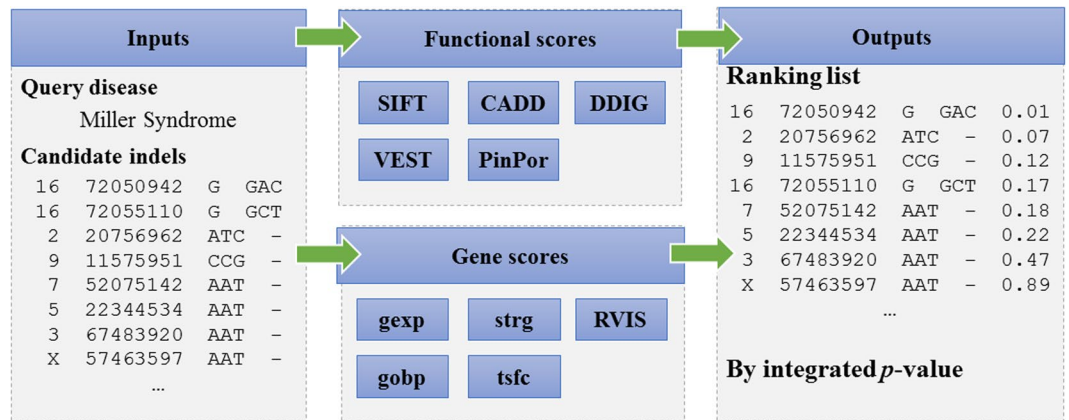 Inputs
Query disease
Miller Syndrome
Candidate indels
16 72050942 G GAC
16 72055110 G GCT
2 20756962 ATC -
9 11575951 CCG -
7 52075142 AAT -
5 22344534 AAT -
3 67483920 AAT -
X 57463597 AAT -
...
Functional scores
SIFT CADD DDIG
VEST PinPor
Gene scores
gexp strg RVIS
gobp tsfc
Outputs
Ranking list
16 72050942 G GAC 0.01
2 20756962 ATC - 0.07
9 11575951 CCG - 0.12
16 72055110 G GCT 0.17
7 52075142 AAT - 0.18
5 22344534 AAT - 0.22
3 67483920 AAT - 0.47
X 57463597 AAT - 0.89
...
By integrated p-value